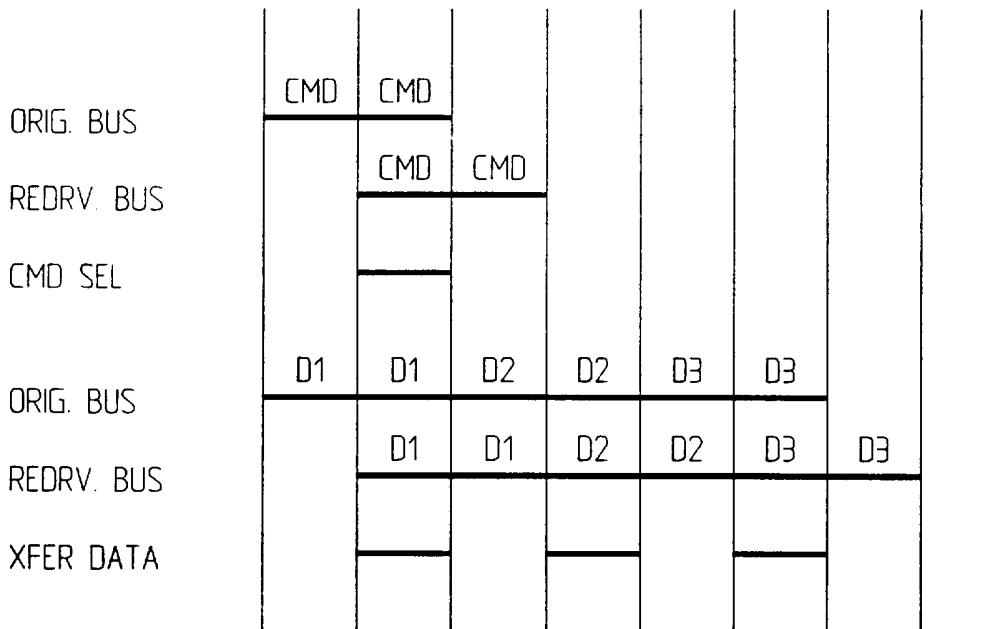 CMD CMD
ORIG. BUS
CMD CMD
REDRV. BUS
CMD SEL
D1 D1 D2 D2 D3 D3
ORIG. BUS
D1 D1 D2 D2 D3 D3
REDRV. BUS
XFER DATA